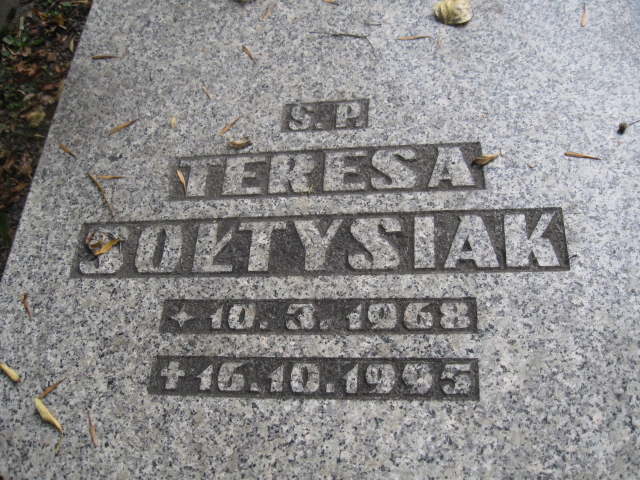 S. P.
TERESA
SOŁTYSIAK
✦ 10. 3. 1968
✝ 16.10.1995